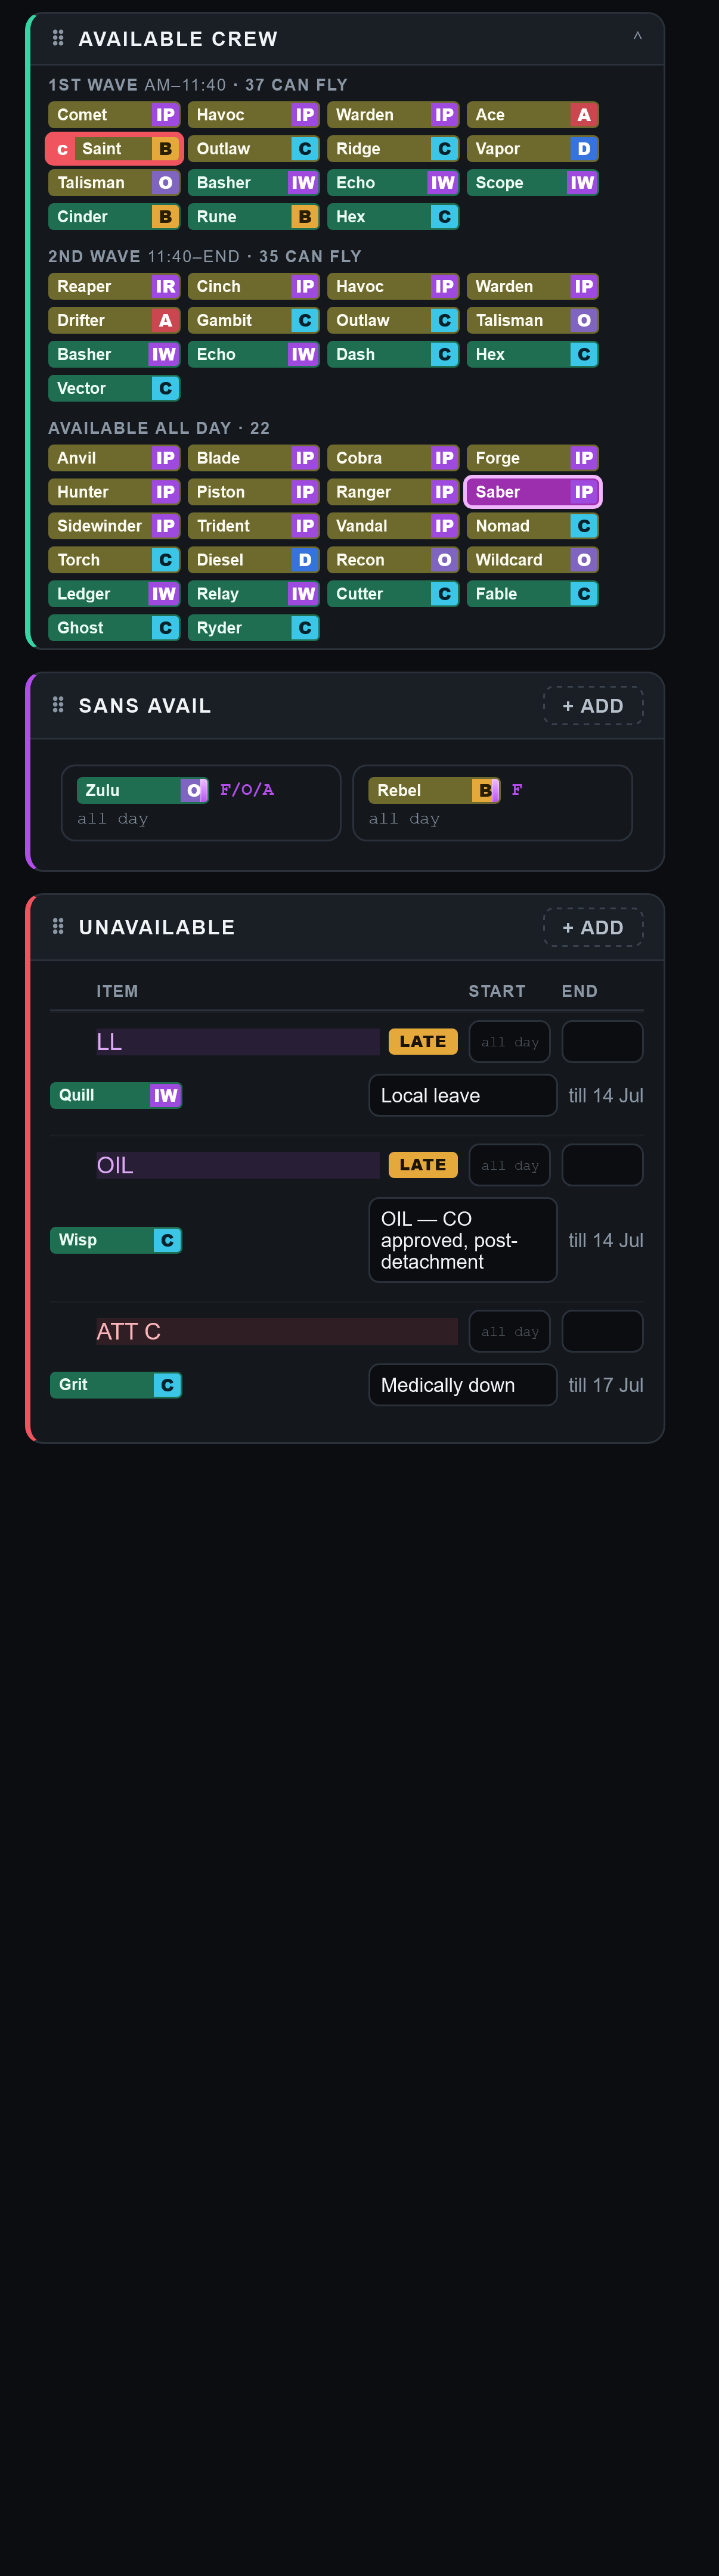 AVAILABLE CREW ^
1ST WAVE AM–11:40 · 37 CAN FLY
Comet IP Havoc IP Warden IP Ace A
c Saint B Outlaw C Ridge C Vapor D
Talisman O Basher IW Echo IW Scope IW
Cinder B Rune B Hex C
2ND WAVE 11:40–END · 35 CAN FLY
Reaper IR Cinch IP Havoc IP Warden IP
Drifter A Gambit C Outlaw C Talisman O
Basher IW Echo IW Dash C Hex C
Vector C
AVAILABLE ALL DAY · 22
Anvil IP Blade IP Cobra IP Forge IP
Hunter IP Piston IP Ranger IP Saber IP
Sidewinder IP Trident IP Vandal IP Nomad C
Torch C Diesel D Recon O Wildcard O
Ledger IW Relay IW Cutter C Fable C
Ghost C Ryder C
SANS AVAIL + ADD
Zulu O F/O/A Rebel B F
all day all day
UNAVAILABLE + ADD
ITEM START END
LL LATE all day
Quill IW Local leave till 14 Jul
OIL LATE all day
Wisp C OIL — CO approved, post-detachment till 14 Jul
ATT C all day
Grit C Medically down till 17 Jul